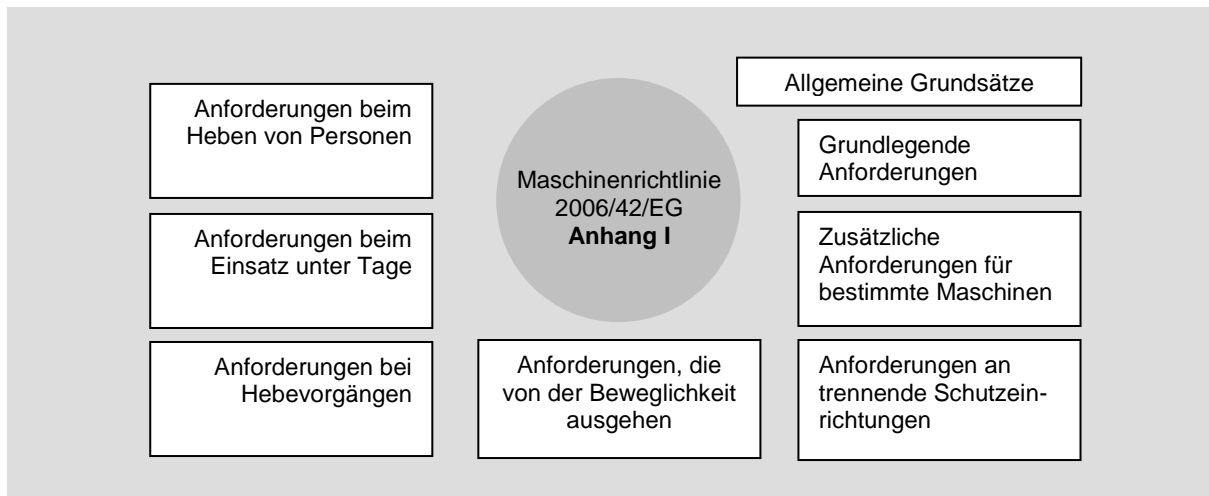 Allgemeine Grundsätze
Grundlegende
Anforderungen
Zusätzliche
Anforderungen für
bestimmte Maschinen
Anforderungen an
trennende Schutzein-
richtungen
Anforderungen, die
von der Beweglichkeit
ausgehen
Anforderungen bei
Hebevorgängen
Anforderungen beim
Einsatz unter Tage
Anforderungen beim
Heben von Personen
Maschinenrichtlinie
2006/42/EG
Anhang I